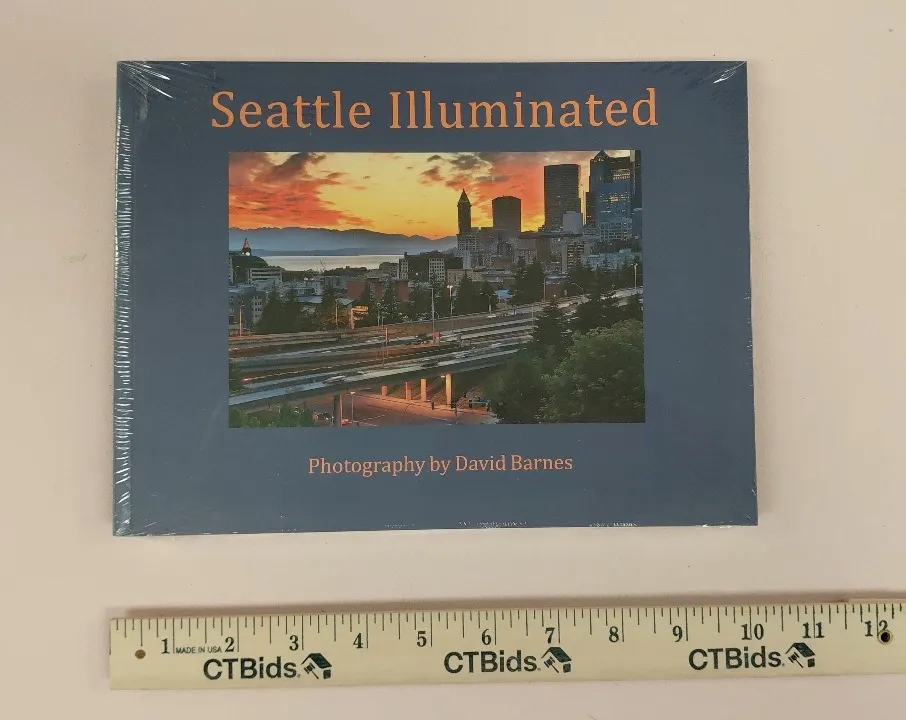 Seattle Illuminated
Photography by David Barnes
1 MADE IN USA 2 3 4 5 6 7 8 9 10 11 12
CTBids. CTBids. CTBids.